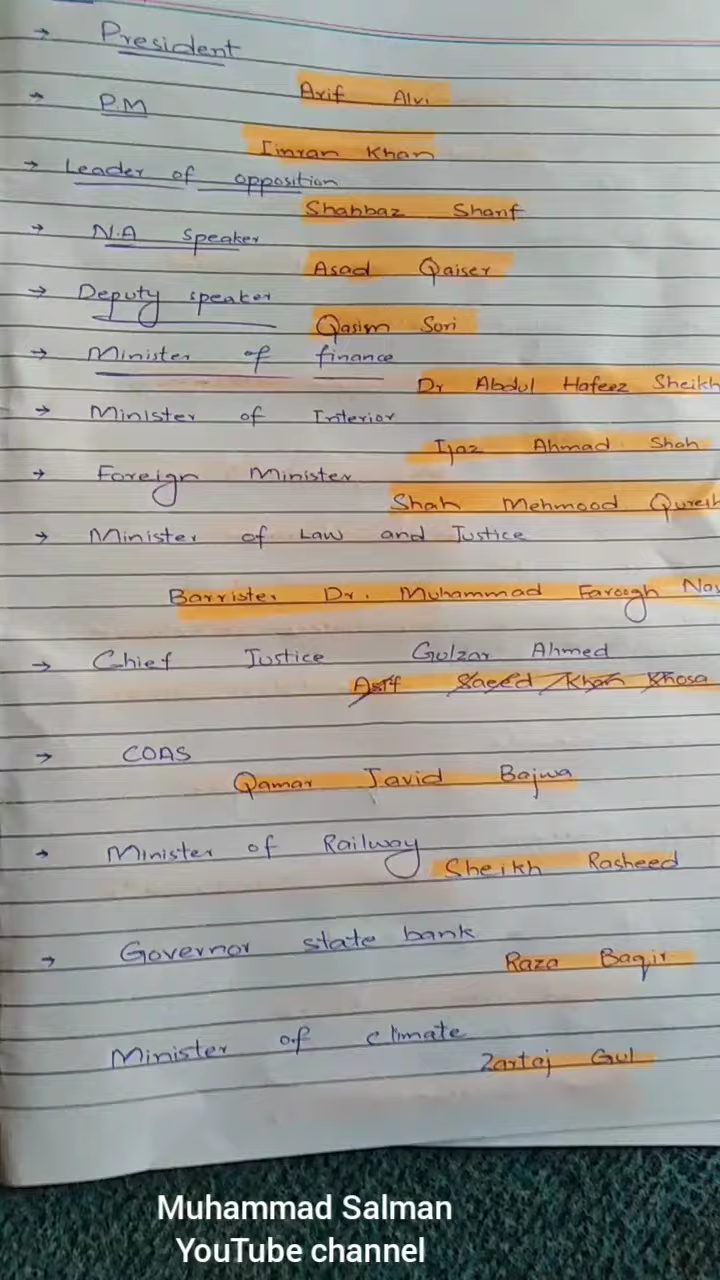 → President
Arif Alvi
→ P.M
Imran Khan
→ Leader of opposition
Shahbaz Sharif
→ N.A speaker
Asad Qaiser
→ Deputy speaker
Qasim Sori
→ Minister of finance
Dr Abdul Hafeez Sheikh
→ Minister of Interior
Ijaz Ahmad Shah
→ Foreign Minister
Shah Mehmood Qureih
→ Minister of Law and Justice
Barrister Dr. Muhammad Farough
→ Chief Justice Gulzar Ahmed
Asif Saeed Khan Khosa
→ COAS
Qamar Javid Bajwa
→ Minister of Railway
Sheikh Rasheed
→ Governor state bank
Raza Baqir
Minister of climate
Zartaj Gul
Muhammad Salman
YouTube channel